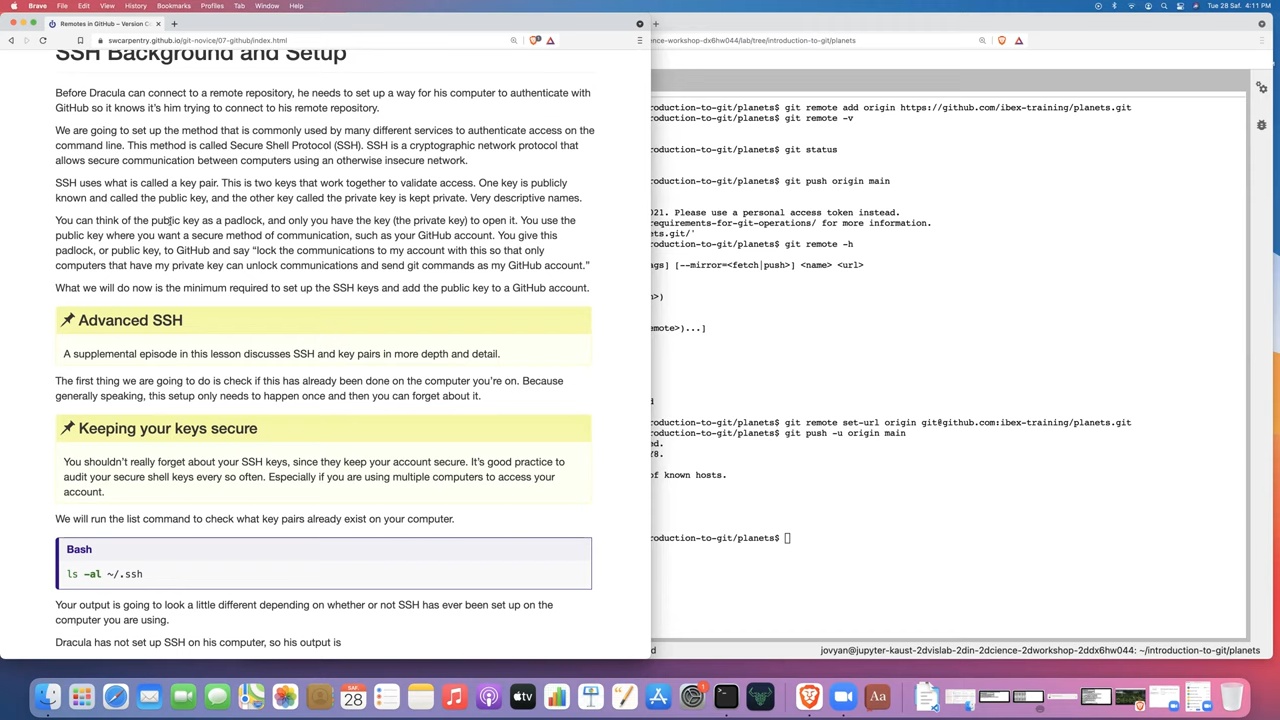 Brave File Edit View History Bookmarks Profiles Tab Window Help
Tue 28 Saf. 4:11 PM
Remotes in GitHub – Version Co
swcarpentry.github.io/git-novice/07-github/index.html
ence-workshop-dx6hw044/lab/tree/introduction-to-git/planets
SSH Background and Setup
Before Dracula can connect to a remote repository, he needs to set up a way for his computer to authenticate with
GitHub so it knows it's him trying to connect to his remote repository.
We are going to set up the method that is commonly used by many different services to authenticate access on the
command line. This method is called Secure Shell Protocol (SSH). SSH is a cryptographic network protocol that
allows secure communication between computers using an otherwise insecure network.
SSH uses what is called a key pair. This is two keys that work together to validate access. One key is publicly
known and called the public key, and the other key called the private key is kept private. Very descriptive names.
You can think of the public key as a padlock, and only you have the key (the private key) to open it. You use the
public key where you want a secure method of communication, such as your GitHub account. You give this
padlock, or public key, to GitHub and say “lock the communications to my account with this so that only
computers that have my private key can unlock communications and send git commands as my GitHub account.”
What we will do now is the minimum required to set up the SSH keys and add the public key to a GitHub account.
Advanced SSH
A supplemental episode in this lesson discusses SSH and key pairs in more depth and detail.
The first thing we are going to do is check if this has already been done on the computer you're on. Because
generally speaking, this setup only needs to happen once and then you can forget about it.
Keeping your keys secure
You shouldn't really forget about your SSH keys, since they keep your account secure. It's good practice to
audit your secure shell keys every so often. Especially if you are using multiple computers to access your
account.
We will run the list command to check what key pairs already exist on your computer.
Bash
ls -al ~/.ssh
Your output is going to look a little different depending on whether or not SSH has ever been set up on the
computer you are using.
Dracula has not set up SSH on his computer, so his output is
roduction-to-git/planets$ git remote add origin https://github.com/ibex-training/planets.git
roduction-to-git/planets$ git remote -v
roduction-to-git/planets$ git status
roduction-to-git/planets$ git push origin main
021. Please use a personal access token instead.
requirements-for-git-operations/ for more information.
ets.git/'
roduction-to-git/planets$ git remote -h
ags] [--mirror=<fetch|push>] <name> <url>
h>)
emote>)...]
d
roduction-to-git/planets$ git remote set-url origin git@github.com:ibex-training/planets.git
roduction-to-git/planets$ git push -u origin main
ed.
Y8.
of known hosts.
roduction-to-git/planets$
d
jovyan@jupyter-kaust-2dvislab-2din-2dcience-2dworkshop-2ddx6hw044: ~/introduction-to-git/planets
SAF.
28
tv
Aa